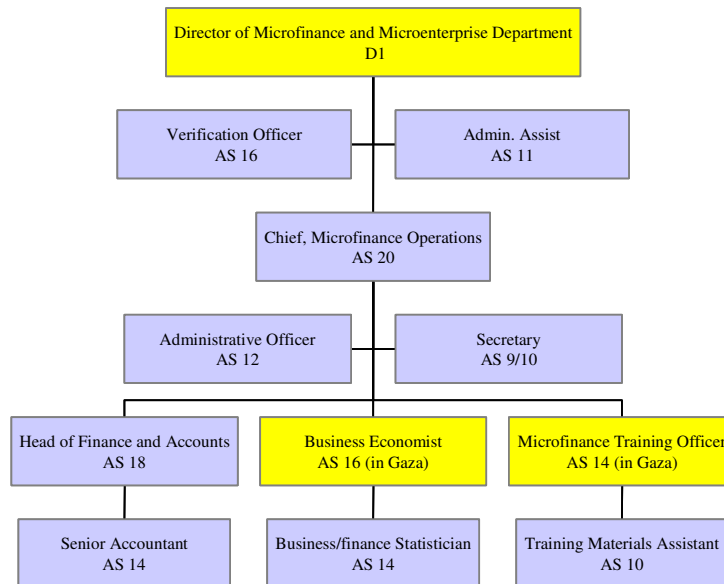 Director of Microfinance and Microenterprise Department
D1
Verification Officer
AS 16
Admin. Assist
AS 11
Chief, Microfinance Operations
AS 20
Administrative Officer
AS 12
Secretary
AS 9/10
Head of Finance and Accounts
AS 18
Business Economist
AS 16 (in Gaza)
Microfinance Training Officer
AS 14 (in Gaza)
Senior Accountant
AS 14
Business/finance Statistician
AS 14
Training Materials Assistant
AS 10